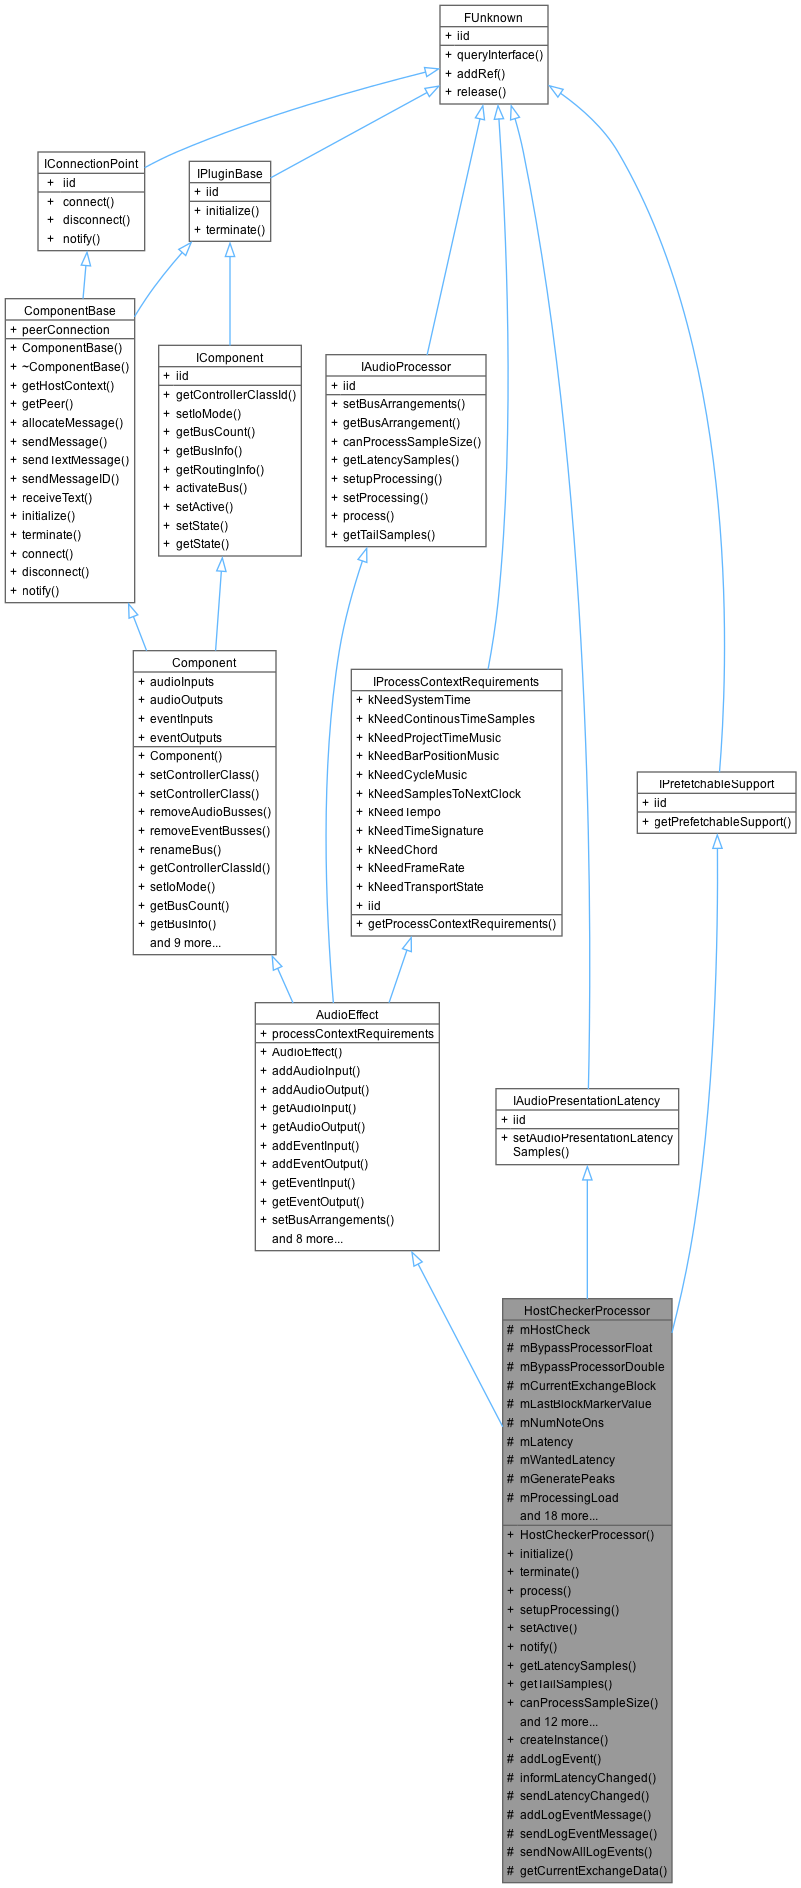 FUnknown
+ iid
+ queryInterface()
+ addRef()
+ release()
IConnectionPoint
+ iid
+ connect()
+ disconnect()
+ notify()
IPluginBase
+ iid
+ initialize()
+ terminate()
ComponentBase
+ peerConnection
+ ComponentBase()
+ ~ComponentBase()
+ getHostContext()
+ getPeer()
+ allocateMessage()
+ sendMessage()
+ sendTextMessage()
+ sendMessageID()
+ receiveText()
+ initialize()
+ terminate()
+ connect()
+ disconnect()
+ notify()
IComponent
+ iid
+ getControllerClassId()
+ setIoMode()
+ getBusCount()
+ getBusInfo()
+ getRoutingInfo()
+ activateBus()
+ setActive()
+ setState()
+ getState()
IAudioProcessor
+ iid
+ setBusArrangements()
+ getBusArrangement()
+ canProcessSampleSize()
+ getLatencySamples()
+ setupProcessing()
+ setProcessing()
+ process()
+ getTailSamples()
Component
+ audioInputs
+ audioOutputs
+ eventInputs
+ eventOutputs
+ Component()
+ setControllerClass()
+ setControllerClass()
+ removeAudioBusses()
+ removeEventBusses()
+ renameBus()
+ getControllerClassId()
+ setIoMode()
+ getBusCount()
+ getBusInfo()
and 9 more...
IProcessContextRequirements
+ kNeedSystemTime
+ kNeedContinousTimeSamples
+ kNeedProjectTimeMusic
+ kNeedBarPositionMusic
+ kNeedCycleMusic
+ kNeedSamplesToNextClock
+ kNeedTempo
+ kNeedTimeSignature
+ kNeedChord
+ kNeedFrameRate
+ kNeedTransportState
+ iid
+ getProcessContextRequirements()
IPrefetchableSupport
+ iid
+ getPrefetchableSupport()
AudioEffect
+ processContextRequirements
+ AudioEffect()
+ addAudioInput()
+ addAudioOutput()
+ getAudioInput()
+ getAudioOutput()
+ addEventInput()
+ addEventOutput()
+ getEventInput()
+ getEventOutput()
+ setBusArrangements()
and 8 more...
IAudioPresentationLatency
+ iid
+ setAudioPresentationLatency
Samples()
HostCheckerProcessor
# mHostCheck
# mBypassProcessorFloat
# mBypassProcessorDouble
# mCurrentExchangeBlock
# mLastBlockMarkerValue
# mNumNoteOns
# mLatency
# mWantedLatency
# mGeneratePeaks
# mProcessingLoad
and 18 more...
+ HostCheckerProcessor()
+ initialize()
+ terminate()
+ process()
+ setupProcessing()
+ setActive()
+ notify()
+ getLatencySamples()
+ getTailSamples()
+ canProcessSampleSize()
and 12 more...
+ createInstance()
# addLogEvent()
# informLatencyChanged()
# sendLatencyChanged()
# addLogEventMessage()
# sendLogEventMessage()
# sendNowAllLogEvents()
# getCurrentExchangeData()